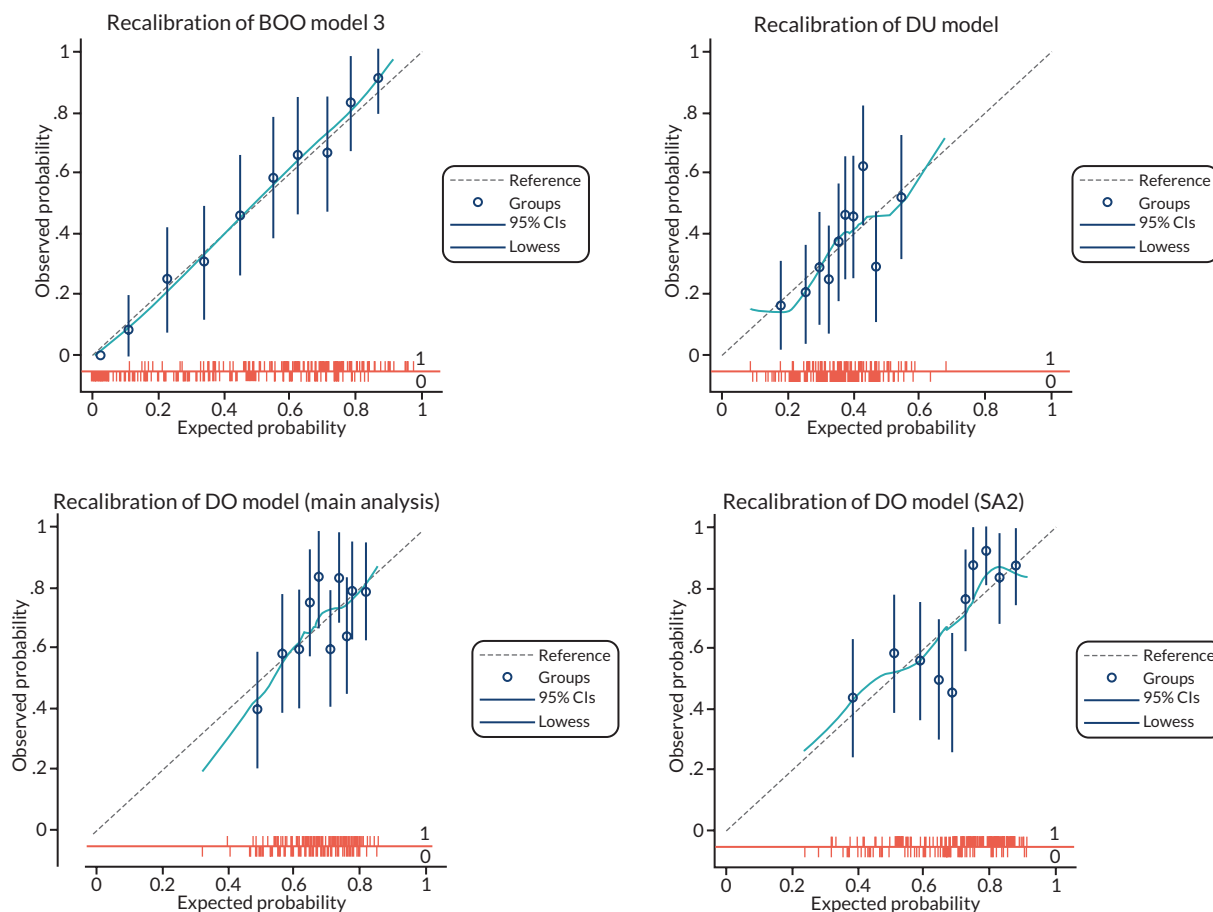 Recalibration of BOO model 3
1
.8
.6
.4
.2
0
Observed probability
Reference
Groups
95% CIs
Lowess
1
0
0 0.2 0.4 0.6 0.8 1
Expected probability
Recalibration of DU model
1
.8
.6
.4
.2
0
Observed probability
Reference
Groups
95% CIs
Lowess
1
0
0 0.2 0.4 0.6 0.8 1
Expected probability
Recalibration of DO model (main analysis)
1
.8
.6
.4
.2
0
Observed probability
Reference
Groups
95% CIs
Lowess
1
0
0 0.2 0.4 0.6 0.8 1
Expected probability
Recalibration of DO model (SA2)
1
.8
.6
.4
.2
0
Observed probability
Reference
Groups
95% CIs
Lowess
1
0
0 0.2 0.4 0.6 0.8 1
Expected probability